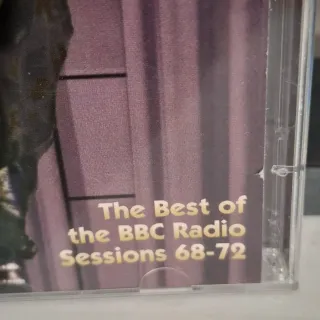 The Best of
the BBC Radio
Sessions 68-72